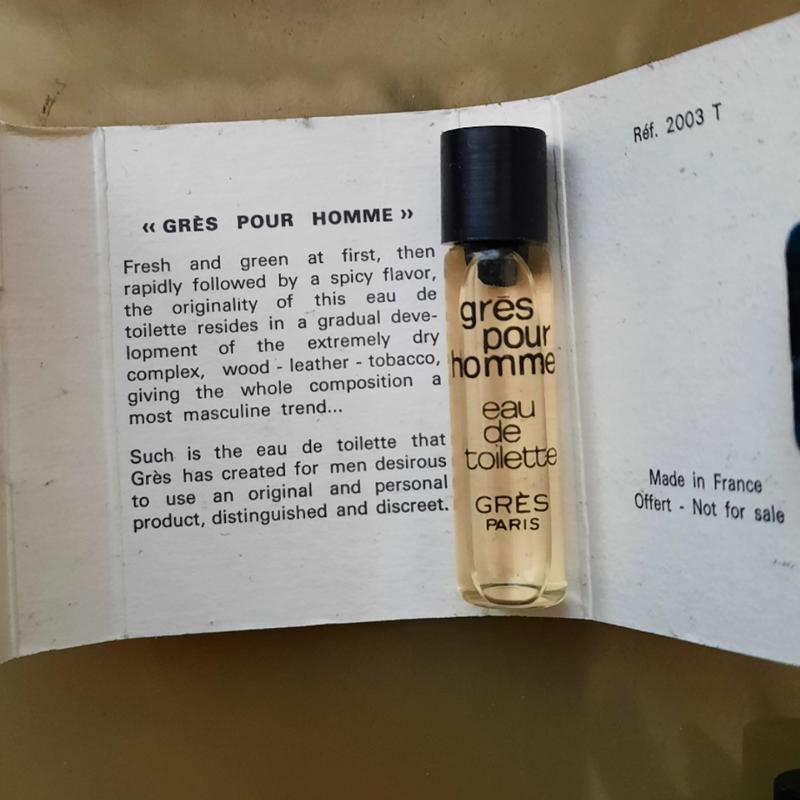 « GRÈS POUR HOMME »
Fresh and green at first, then
rapidly followed by a spicy flavor,
the originality of this eau de
toilette resides in a gradual deve-
lopment of the extremely dry
complex, wood - leather - tobacco,
giving the whole composition a
most masculine trend...
Such is the eau de toilette that
Grès has created for men desirous
to use an original and personal
product, distinguished and discreet.
grēs
pour
homme
eau
de
toilette
GRÈS
PARIS
Réf. 2003 T
Made in France
Offert - Not for sale